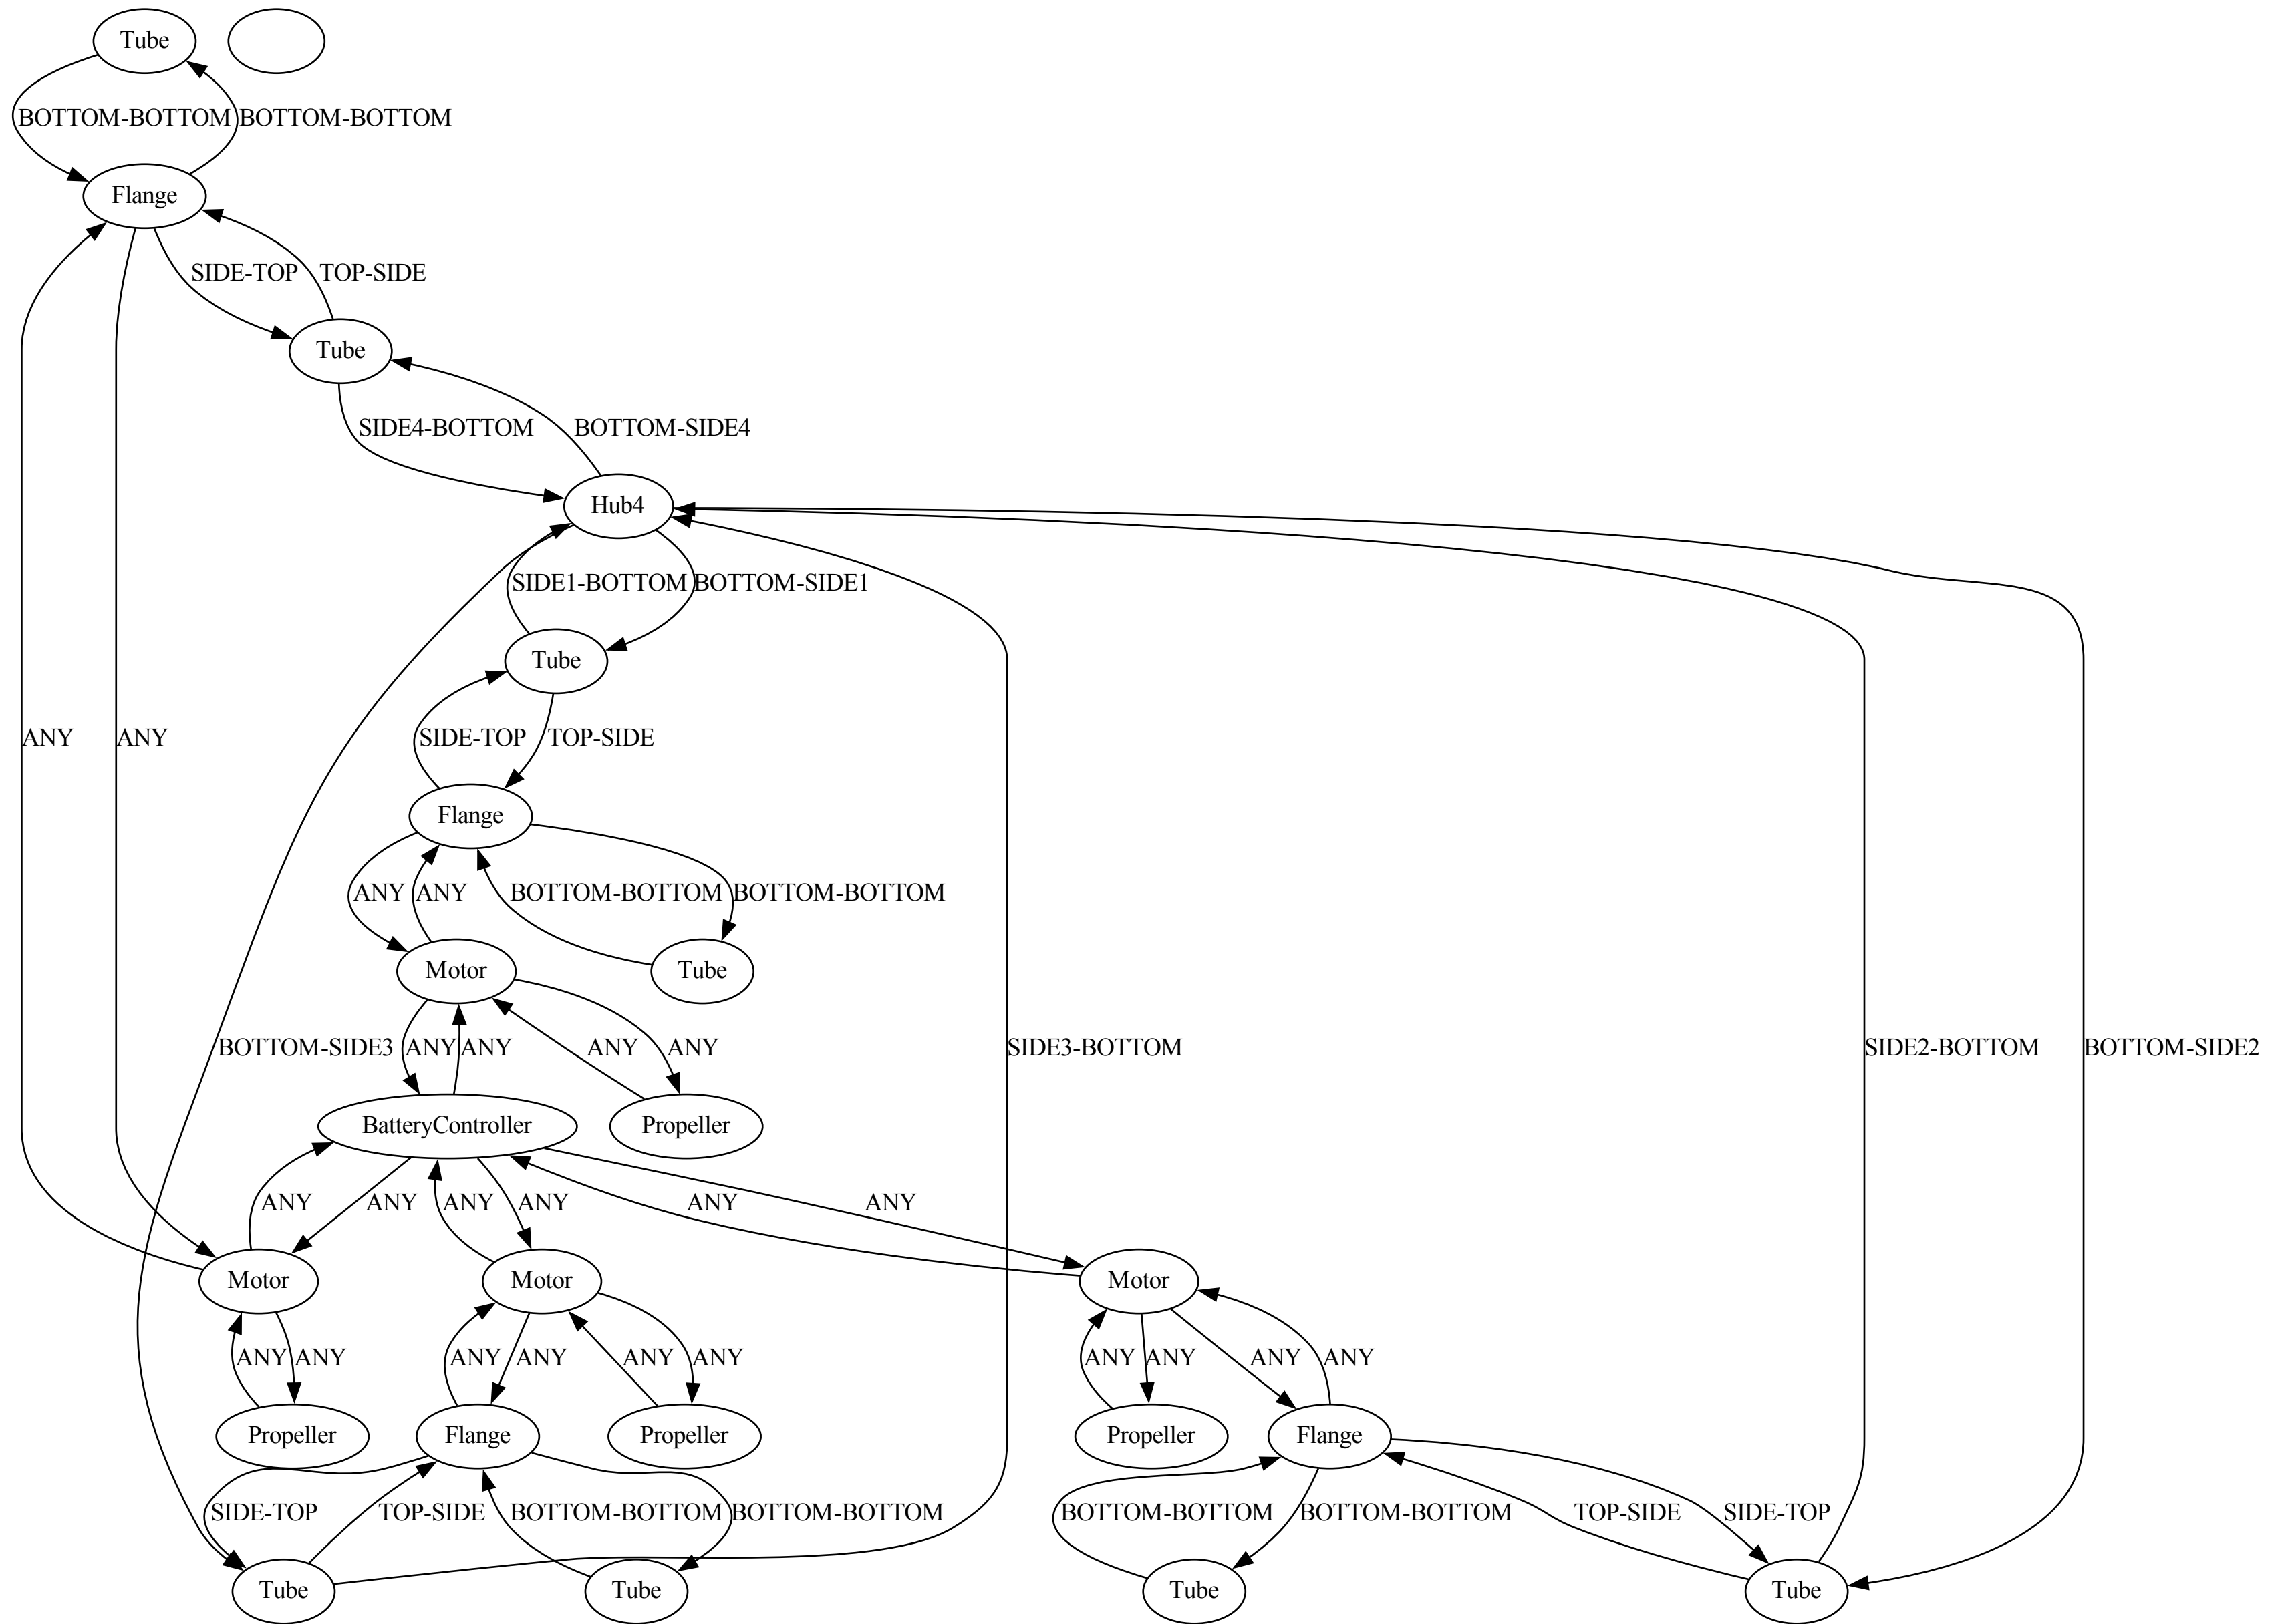 Tube
BOTTOM-BOTTOM BOTTOM-BOTTOM
Flange
SIDE-TOP TOP-SIDE
Tube
SIDE4-BOTTOM BOTTOM-SIDE4
Hub4
SIDE1-BOTTOM BOTTOM-SIDE1
Tube
ANY ANY SIDE-TOP TOP-SIDE
Flange
ANY ANY BOTTOM-BOTTOM BOTTOM-BOTTOM
Motor Tube
BOTTOM-SIDE3 ANY ANY ANY ANY SIDE3-BOTTOM SIDE2-BOTTOM BOTTOM-SIDE2
BatteryController Propeller
ANY ANY ANY ANY ANY ANY
Motor Motor Motor
ANY ANY ANY ANY ANY ANY ANY ANY ANY ANY
Propeller Flange Propeller Propeller Flange
SIDE-TOP TOP-SIDE BOTTOM-BOTTOM BOTTOM-BOTTOM BOTTOM-BOTTOM BOTTOM-BOTTOM TOP-SIDE SIDE-TOP
Tube Tube Tube Tube